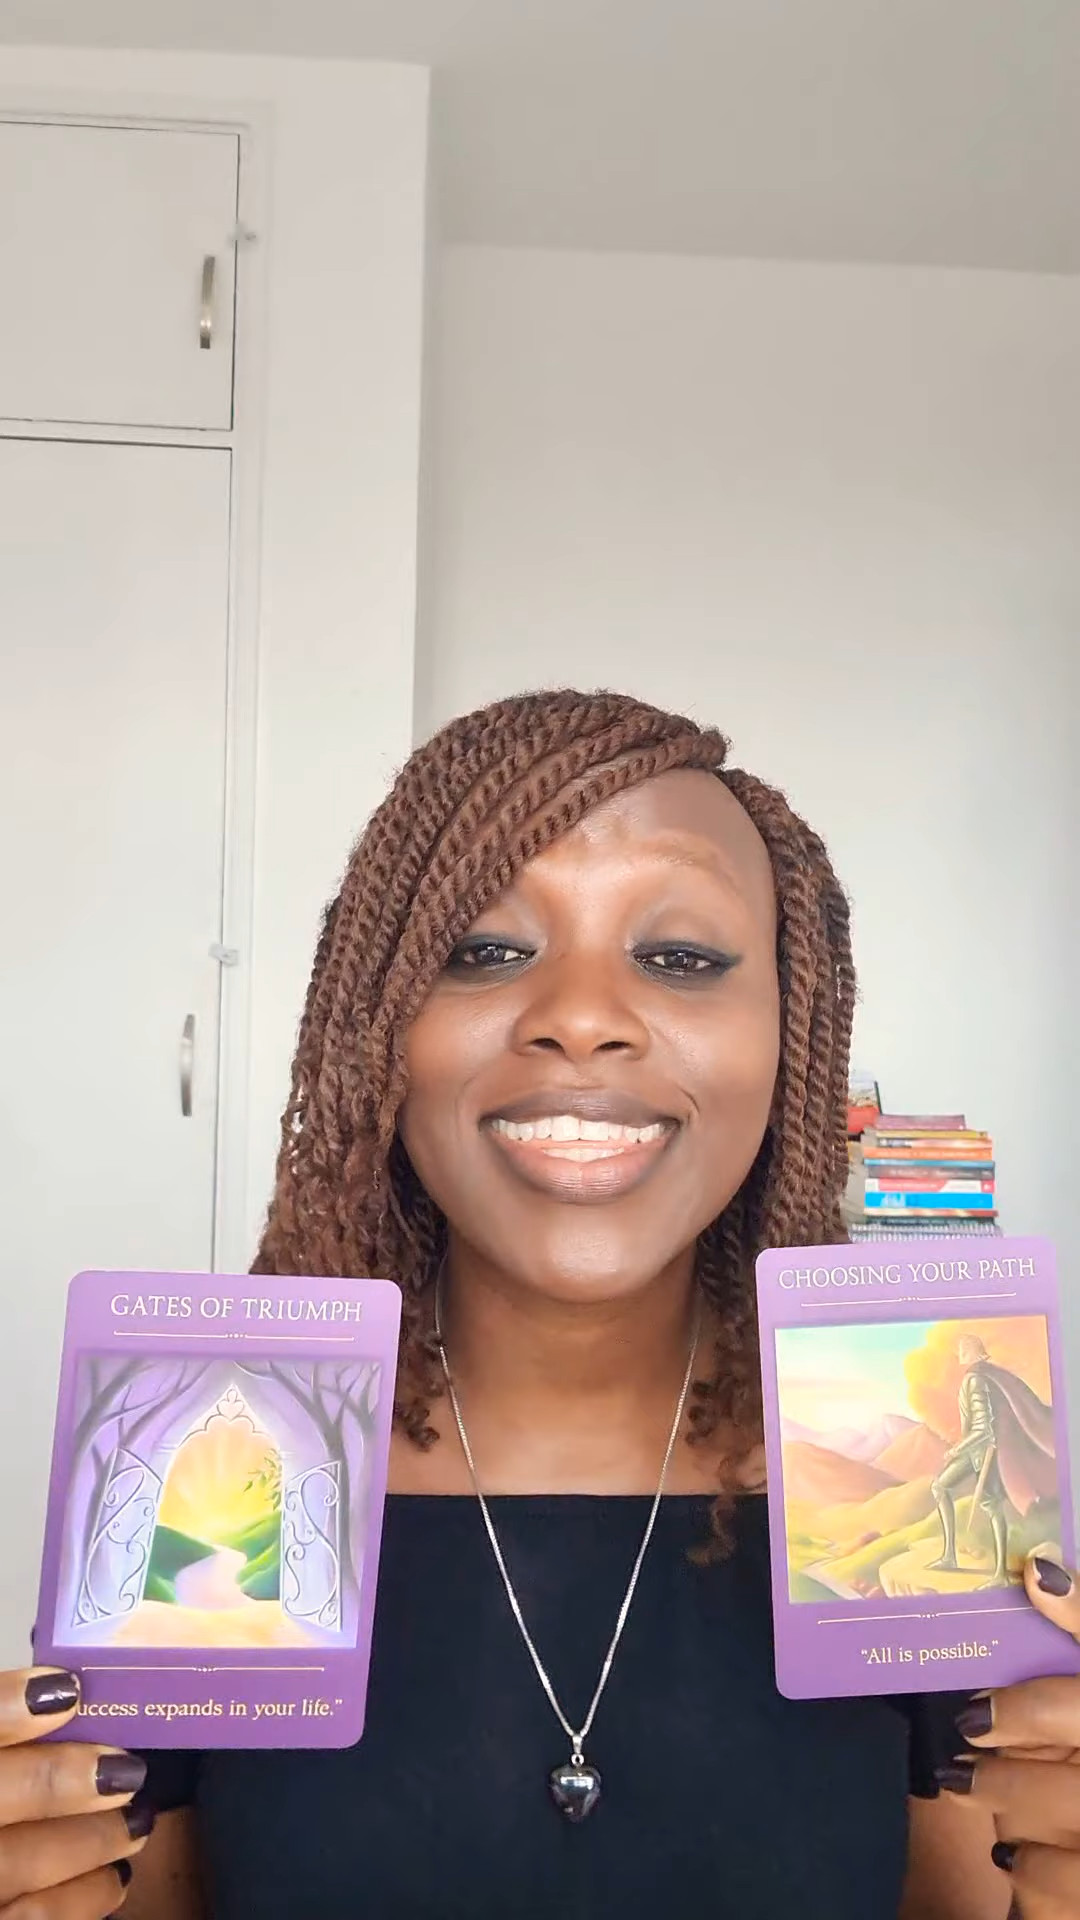 GATES OF TRIUMPH
uccess expands in your life.”
CHOOSING YOUR PATH
“All is possible.”